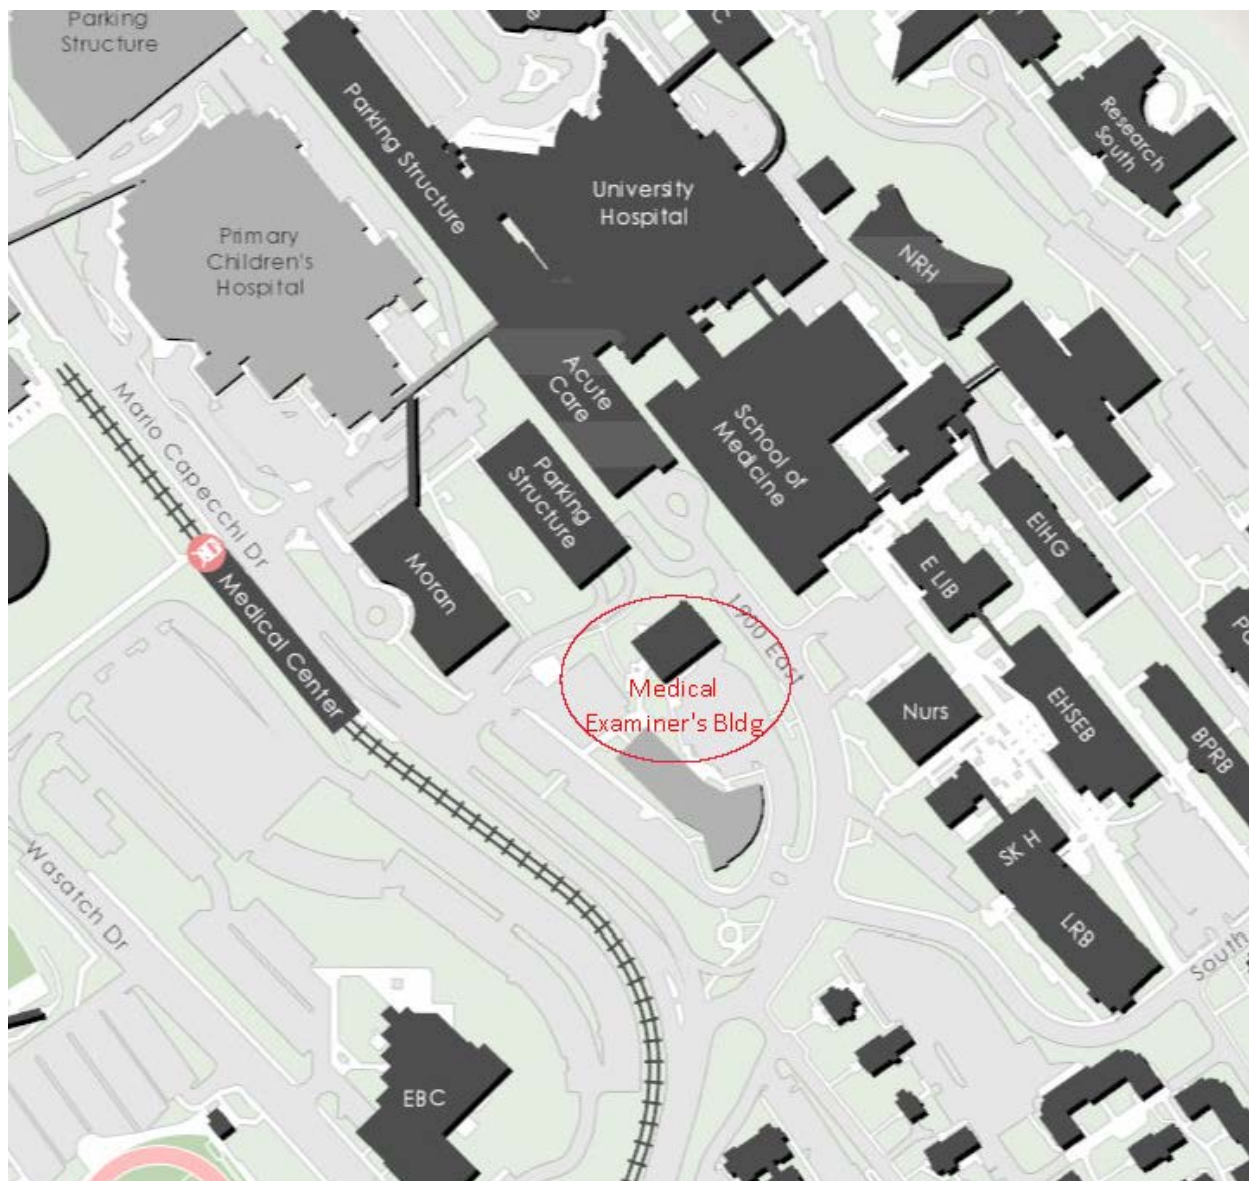 Parking
Structure
Parking Structure
University
Hospital
Research
South
Primary
Children's
Hospital
NRH
Mario Capecchi Dr
Acute
Care
School of
Medicine
Parking
Structure
EIHG
Moran
E LIB
Medical Center
1900 East
Medical
Examiner's Bldg
Nurs
EHSEB
BPRB
SK H
LRB
South
Wasatch Dr
EBC